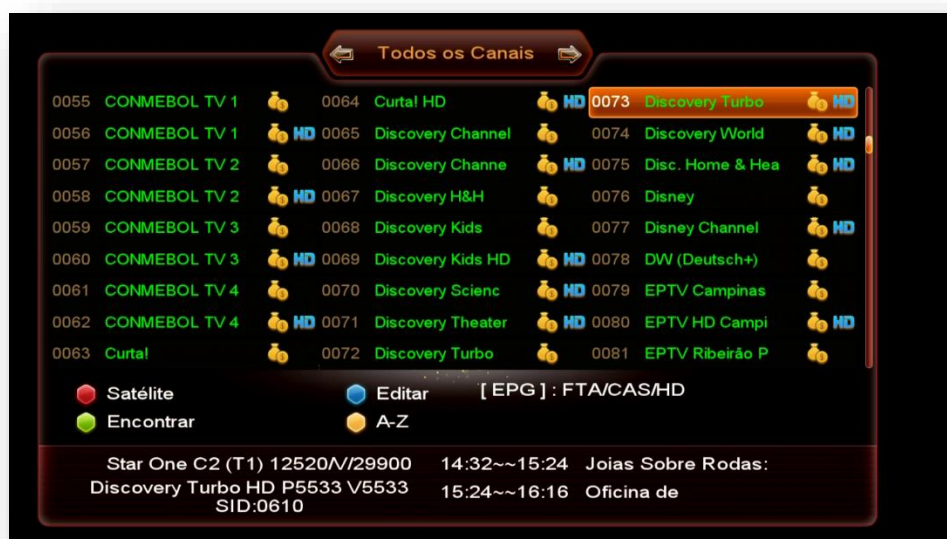 Todos os Canais
0055 CONMEBOL TV 1
0056 CONMEBOL TV 1 HD
0057 CONMEBOL TV 2
0058 CONMEBOL TV 2 HD
0059 CONMEBOL TV 3
0060 CONMEBOL TV 3 HD
0061 CONMEBOL TV 4
0062 CONMEBOL TV 4 HD
0063 Curta!
0064 Curta! HD HD
0065 Discovery Channel
0066 Discovery Channe HD
0067 Discovery H&H
0068 Discovery Kids
0069 Discovery Kids HD HD
0070 Discovery Scienc HD
0071 Discovery Theater HD
0072 Discovery Turbo
0073 Discovery Turbo HD
0074 Discovery World HD
0075 Disc. Home & Hea HD
0076 Disney
0077 Disney Channel HD
0078 DW (Deutsch+)
0079 EPTV Campinas
0080 EPTV HD Campi HD
0081 EPTV Ribeirão P
Satélite
Editar
[ EPG ] : FTA/CAS/HD
Encontrar
A-Z
Star One C2 (T1) 12520/V/29900
Discovery Turbo HD P5533 V5533
SID:0610
14:32~~15:24 Joias Sobre Rodas:
15:24~~16:16 Oficina de